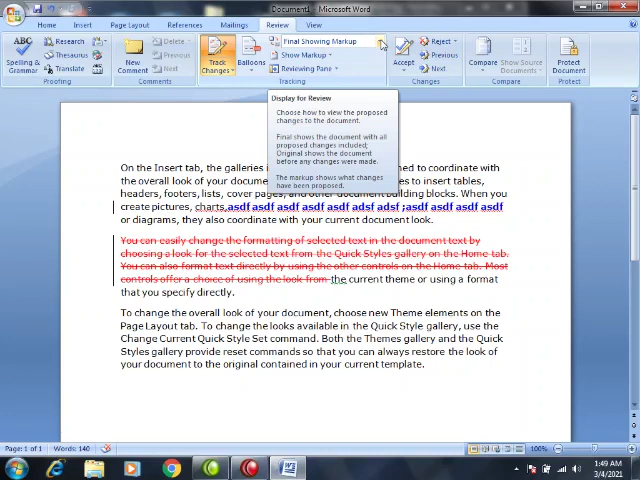 Document1 - Microsoft Word
Home Insert Page Layout References Mailings Review View
Research
Thesaurus
Translate
Spelling & Grammar
Proofing
New Comment
Delete
Previous
Next
Comments
Track Changes
Balloons
Final Showing Markup
Show Markup
Reviewing Pane
Tracking
Accept
Reject
Previous
Next
Changes
Compare
Show Source Documents
Compare
Protect Document
Protect
Display for Review
Choose how to view the proposed
changes to the document.
Final shows the document with all
proposed changes included;
Original shows the document
before any changes were made.
The markup shows what changes
have been proposed.
On the Insert tab, the galleries i ned to coordinate with
the overall look of your docum es to insert tables,
headers, footers, lists, cover pages, and other document building blocks. When you
create pictures, charts,asdf asdf asdf asdf asdf adsf adsf ;asdf asdf asdf asdf
or diagrams, they also coordinate with your current document look.
You can easily change the formatting of selected text in the document text by
choosing a look for the selected text from the Quick Styles gallery on the Home tab.
You can also format text directly by using the other controls on the Home tab. Most
controls offer a choice of using the look from the current theme or using a format
that you specify directly.
To change the overall look of your document, choose new Theme elements on the
Page Layout tab. To change the looks available in the Quick Style gallery, use the
Change Current Quick Style Set command. Both the Themes gallery and the Quick
Styles gallery provide reset commands so that you can always restore the look of
your document to the original contained in your current template.
Page: 1 of 1 Words: 140 100%
1:49 AM
3/4/2021